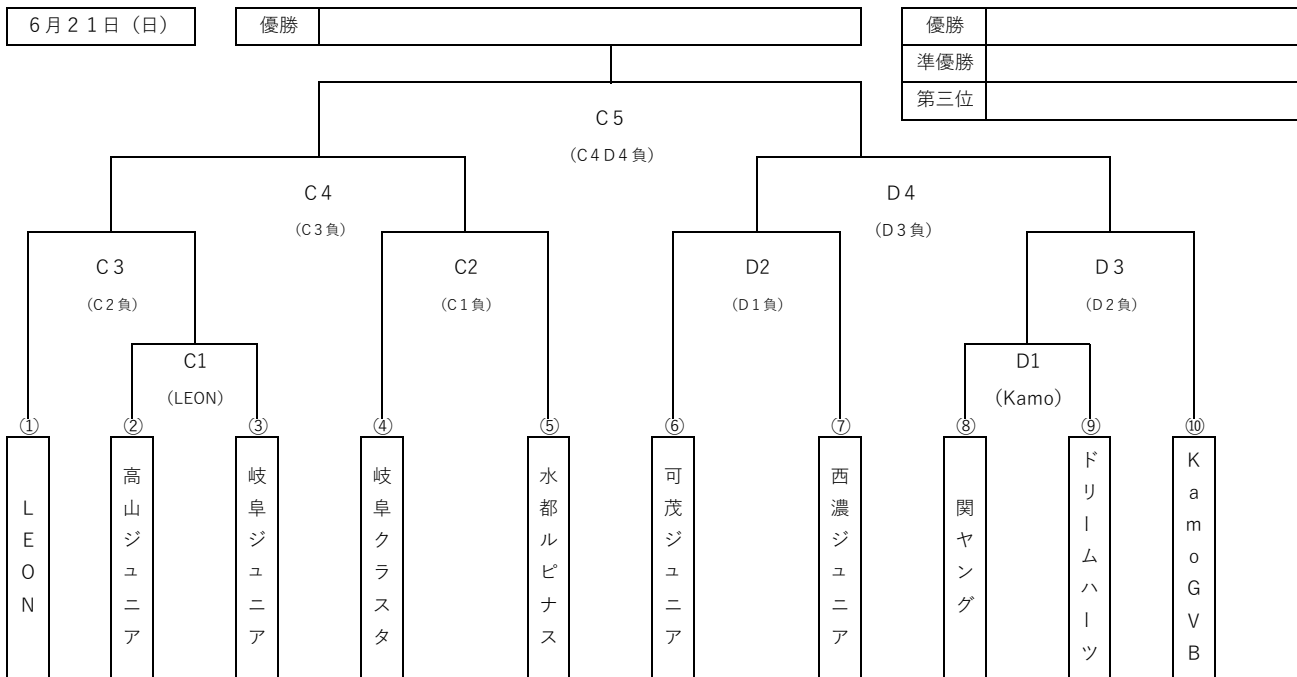 ６月２１日（日）
優勝
優勝
準優勝
第三位
C５
（C４D４負）
C４
（C３負）
D４
（D３負）
C３
（C２負）
C2
（C１負）
D2
（D１負）
D３
（D２負）
C1
（LEON）
D1
（Kamo）
①
②
③
④
⑤
⑥
⑦
⑧
⑨
⑩
LEON
高山ジュニア
岐阜ジュニア
岐阜クラスタ
水都ルピナス
可茂ジュニア
西濃ジュニア
関ヤング
ドリームハーツ
KamoGVB